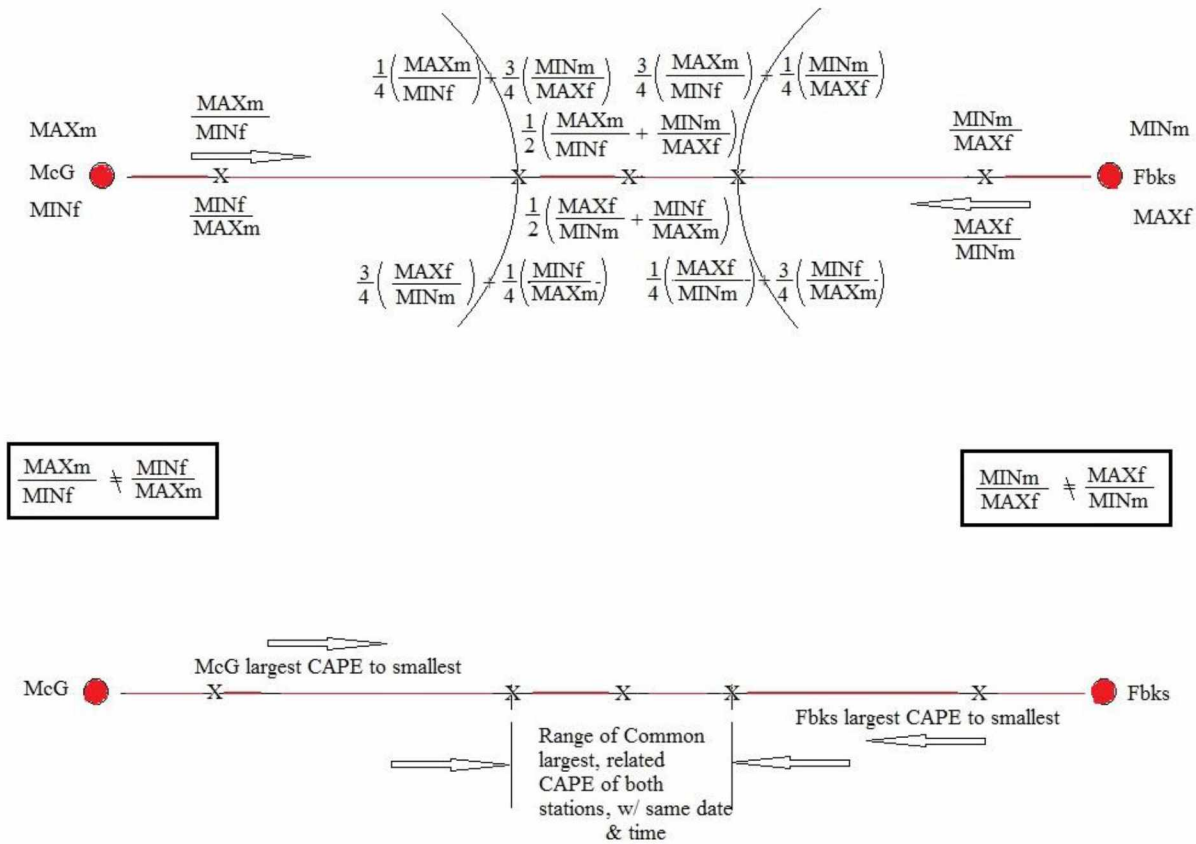 1/4 (MAXm/MINf) + 3/4 (MINm/MAXf) 3/4 (MAXm/MINf) + 1/4 (MINm/MAXf)
MAXm/MINf 1/2 (MAXm/MINf + MINm/MAXf) MINm/MAXf
MAXm MINm
McG X X X X X Fbks
MINf MAXf
MINf/MAXm 1/2 (MAXf/MINm + MINf/MAXm) MAXf/MINm
3/4 (MAXf/MINm) + 1/4 (MINf/MAXm) 1/4 (MAXf/MINm) + 3/4 (MINf/MAXm)
MAXm/MINf ≠ MINf/MAXm MINm/MAXf ≠ MAXf/MINm
McG largest CAPE to smallest
McG X X X X X Fbks
Fbks largest CAPE to smallest
Range of Common
largest, related
CAPE of both
stations, w/ same date
& time